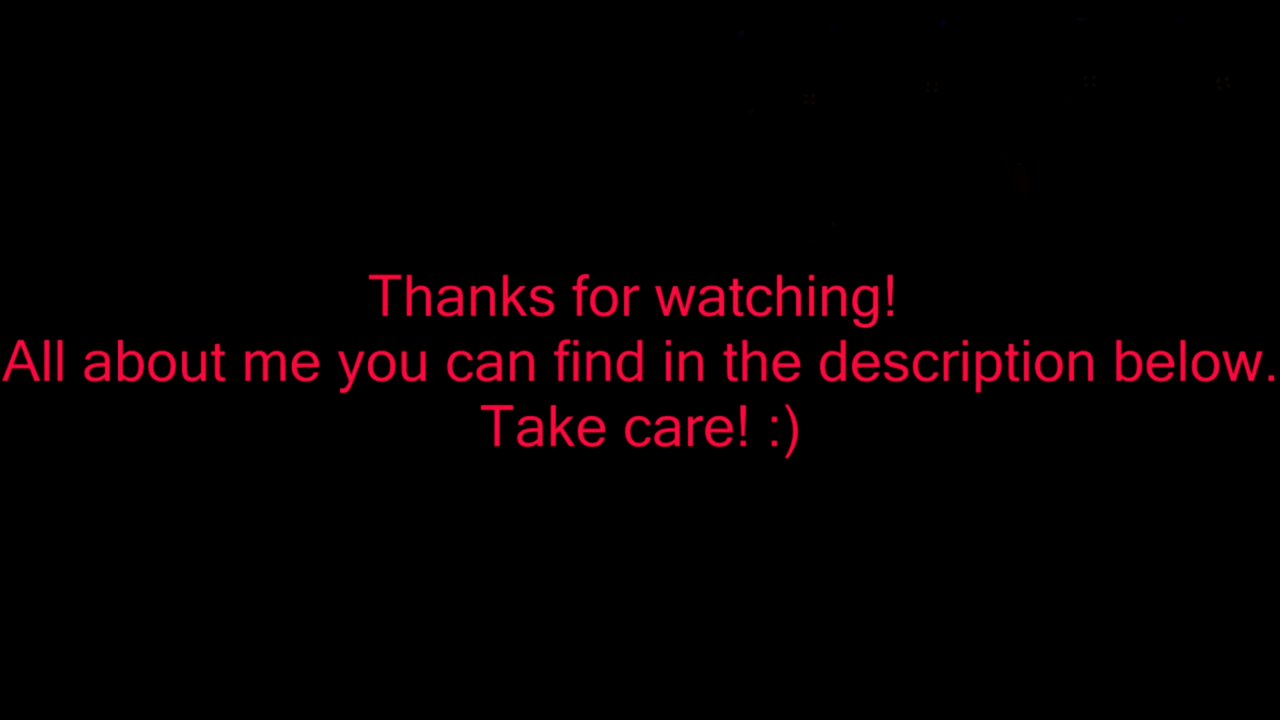 Thanks for watching!
All about me you can find in the description below.
Take care! :)